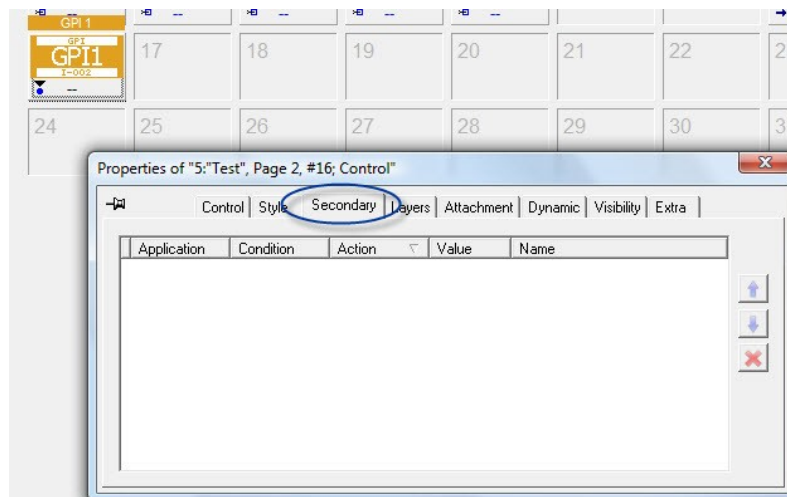 -- -- -- -- --
GPI 1
GPI
GPI1
I-002
--
17 18 19 20 21 22 2
24 25 26 27 28 29 30 3
Properties of "5:"Test", Page 2, #16; Control"
Control Style Secondary Layers Attachment Dynamic Visibility Extra
Application Condition Action Value Name